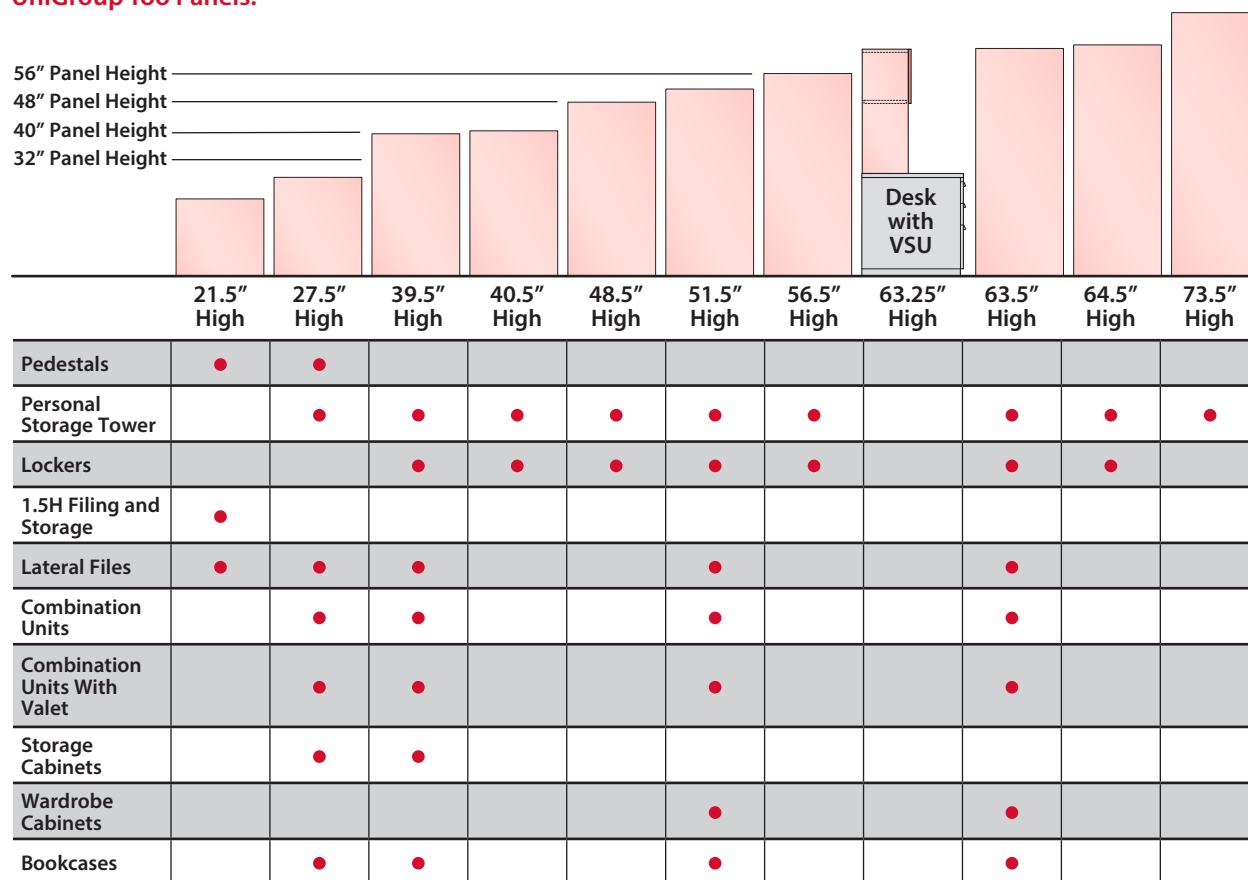 UniGroup Too Panels.
56″ Panel Height
48″ Panel Height
40″ Panel Height
32″ Panel Height
Desk
with
VSU
21.5″ High
27.5″ High
39.5″ High
40.5″ High
48.5″ High
51.5″ High
56.5″ High
63.25″ High
63.5″ High
64.5″ High
73.5″ High
Pedestals
Personal
Storage Tower
Lockers
1.5H Filing and
Storage
Lateral Files
Combination
Units
Combination
Units With
Valet
Storage
Cabinets
Wardrobe
Cabinets
Bookcases